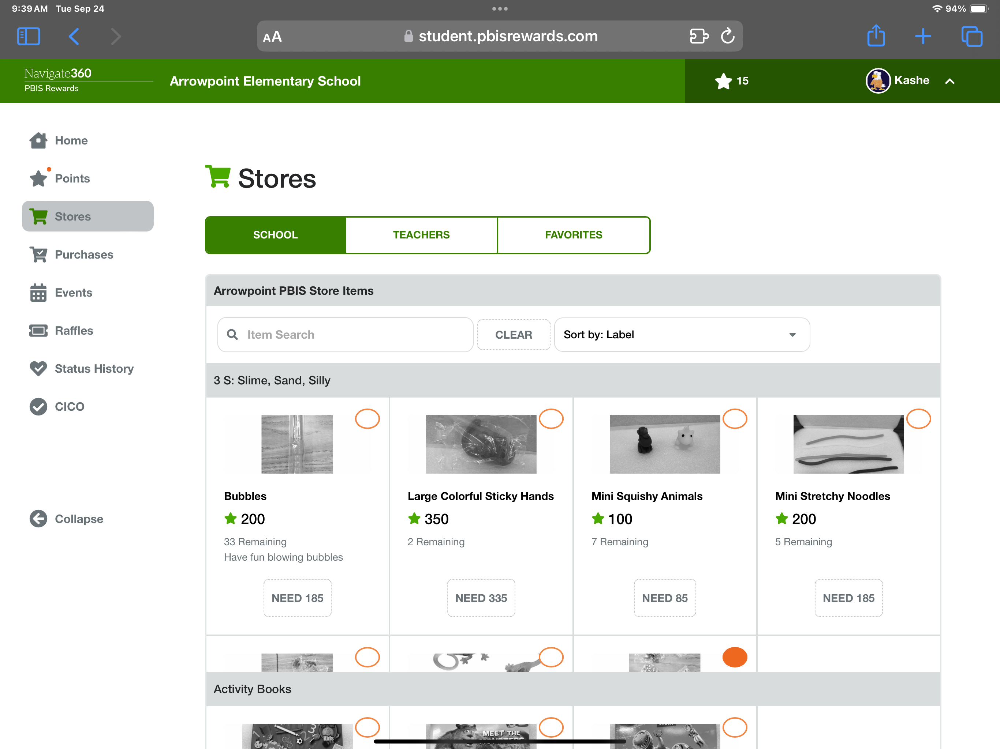 9:39 AM Tue Sep 24
94%
AA
student.pbisrewards.com
Navigate360
PBIS Rewards
Arrowpoint Elementary School
15
Kashe
Home
Points
Stores
Purchases
Events
Raffles
Status History
CICO
Collapse
Stores
SCHOOL
TEACHERS
FAVORITES
Arrowpoint PBIS Store Items
Item Search
CLEAR
Sort by: Label
3 S: Slime, Sand, Silly
Bubbles
200
33 Remaining
Have fun blowing bubbles
NEED 185
Large Colorful Sticky Hands
350
2 Remaining
NEED 335
Mini Squishy Animals
100
7 Remaining
NEED 85
Mini Stretchy Noodles
200
5 Remaining
NEED 185
Activity Books
1
2
3
Kids
MEET THE
MONSTERS